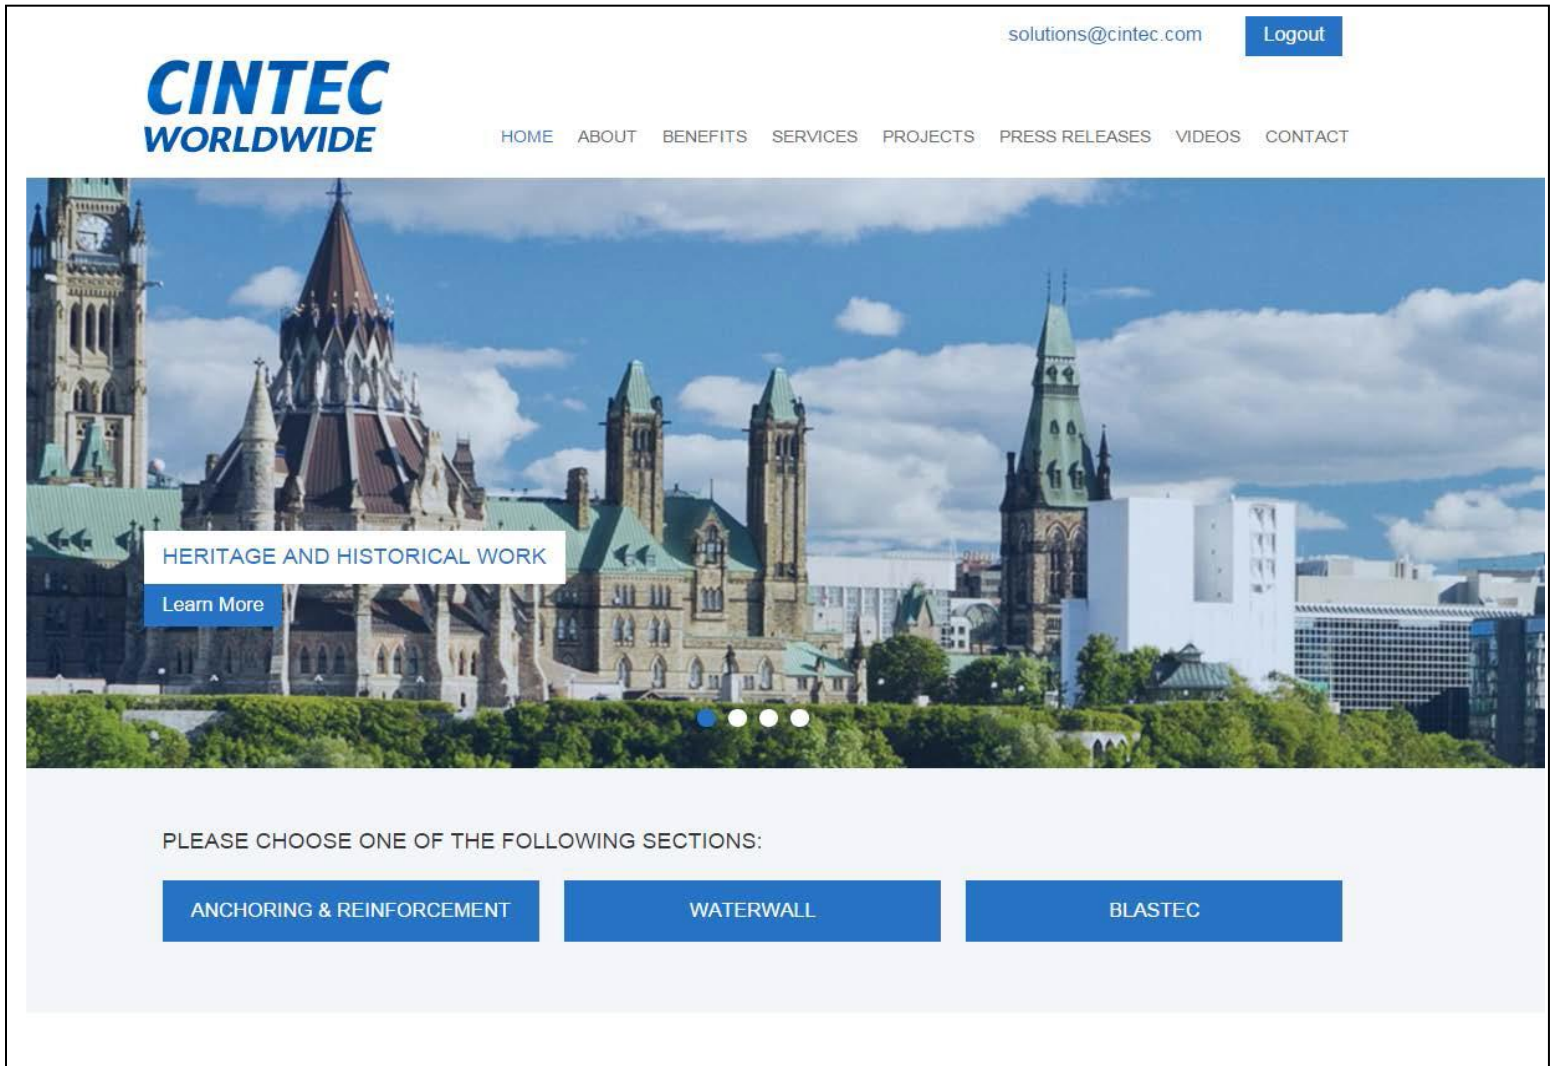 solutions@cintec.com
Logout
CINTEC
WORLDWIDE
HOME ABOUT BENEFITS SERVICES PROJECTS PRESS RELEASES VIDEOS CONTACT
HERITAGE AND HISTORICAL WORK
Learn More
PLEASE CHOOSE ONE OF THE FOLLOWING SECTIONS:
ANCHORING & REINFORCEMENT WATERWALL BLASTEC